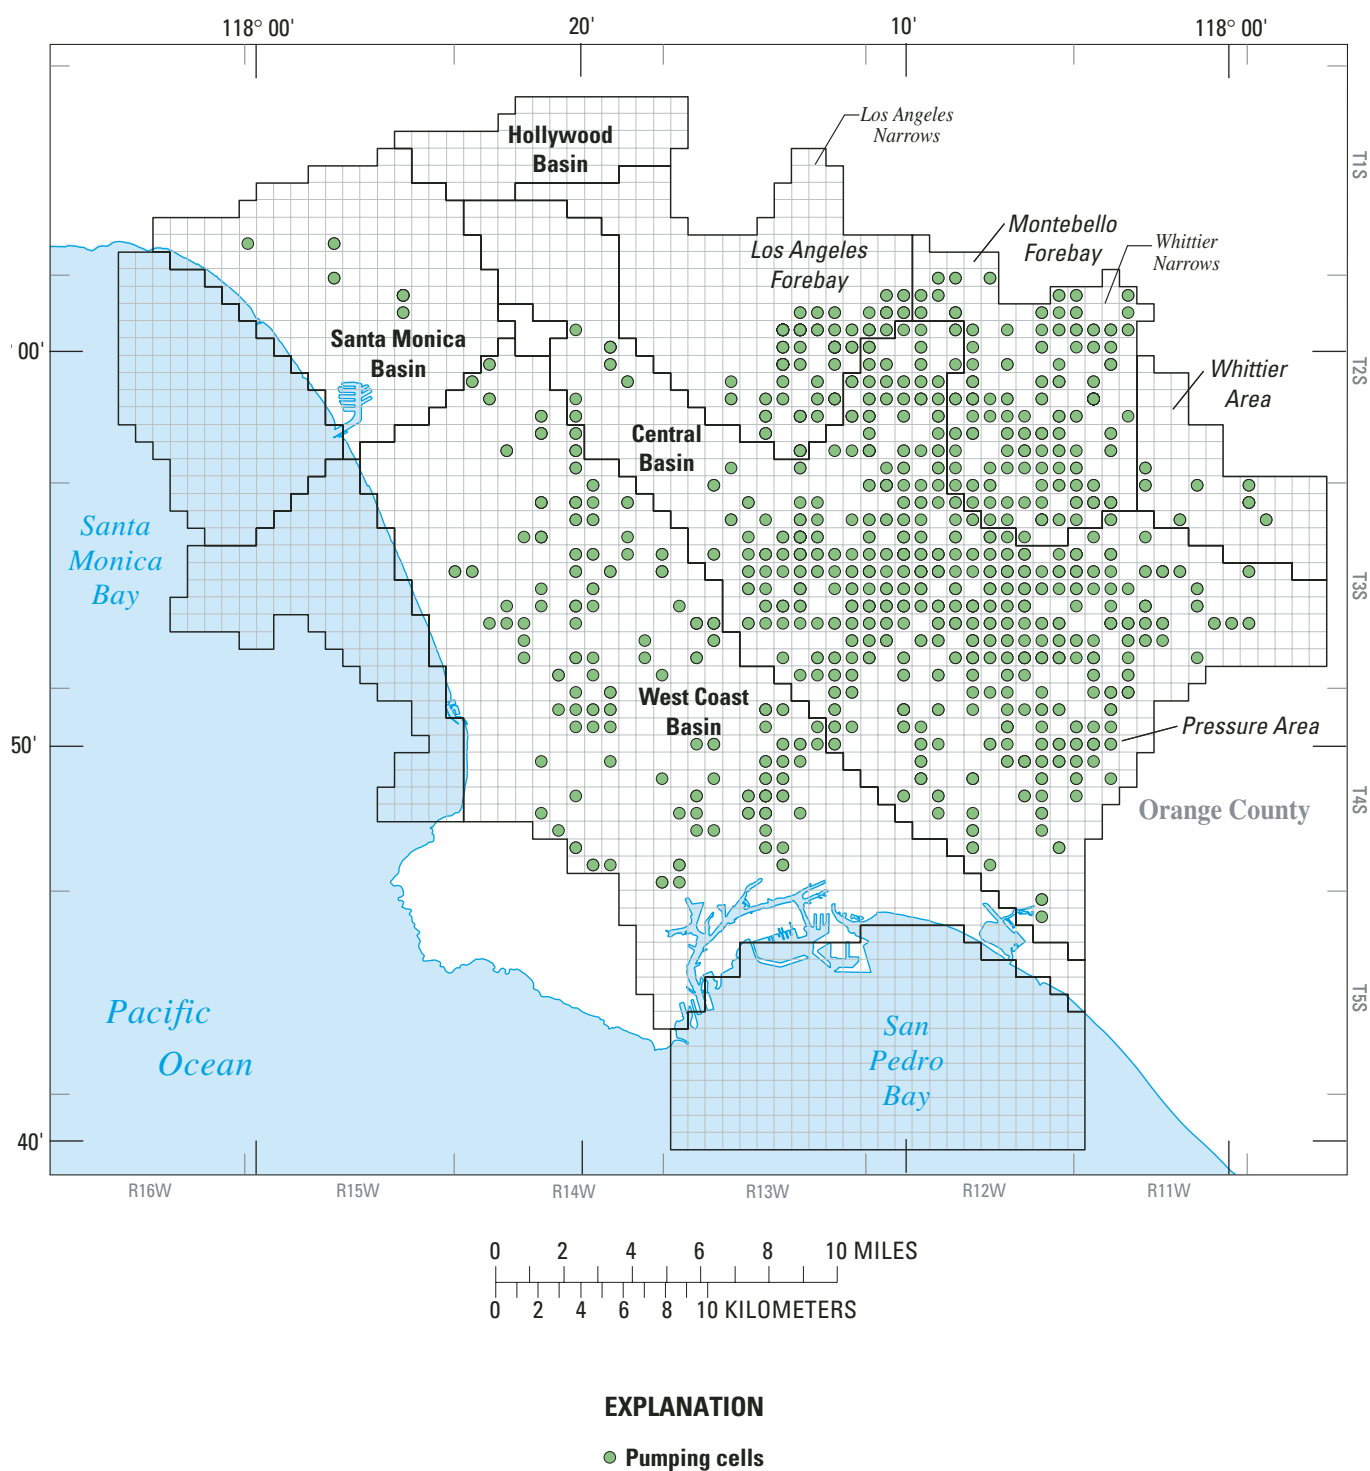 118° 00'
20'
10'
118° 00'
Hollywood
Basin
Los Angeles
Narrows
T1S
Los Angeles
Forebay
Montebello
Forebay
Whittier
Narrows
Santa Monica
Basin
00'
T2S
Whittier
Area
Central
Basin
Santa
Monica
Bay
T3S
West Coast
Basin
Pressure Area
50'
T4S
Orange County
T5S
Pacific
Ocean
San
Pedro
Bay
40'
R16W
R15W
R14W
R13W
R12W
R11W
0 2 4 6 8 10 MILES
0 2 4 6 8 10 KILOMETERS
EXPLANATION
Pumping cells